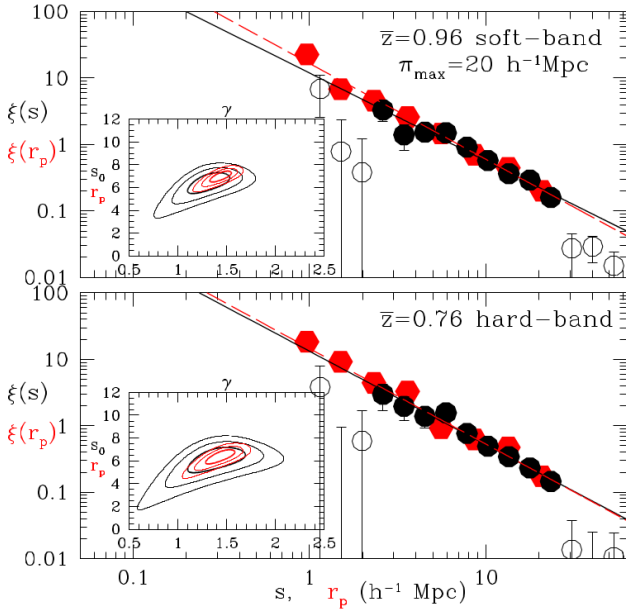 100
z̄=0.96 soft−band
π_max=20 h⁻¹Mpc
10
γ
ξ(s)
1
ξ(r_p)
12
10
8
s₀
r_p
6
4
2
0
0.5 1 1.5 2 2.5
0.1
0.01
100
z̄=0.76 hard−band
10
γ
ξ(s)
1
ξ(r_p)
12
10
8
s₀
r_p
6
4
2
0
0.5 1 1.5 2 2.5
0.1
0.01
0.1 1 10
s, r_p (h⁻¹ Mpc)